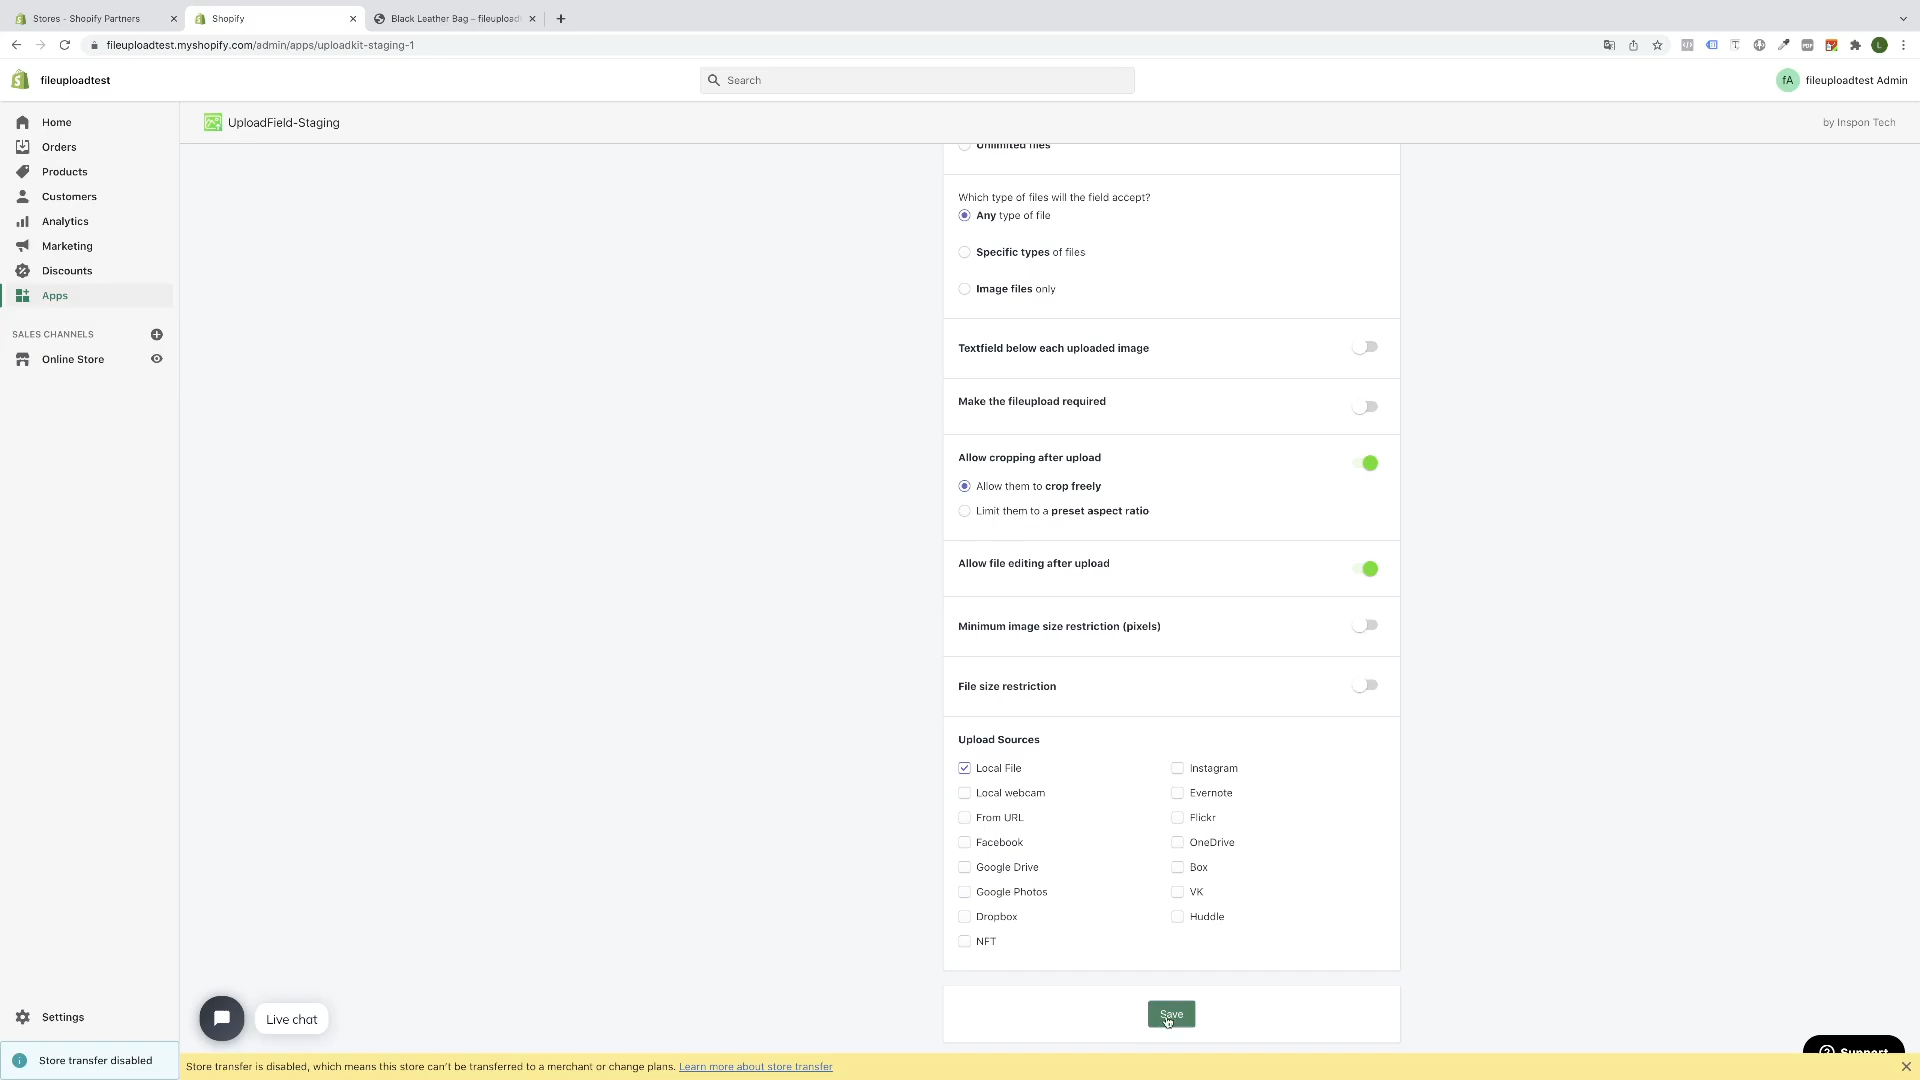 Stores - Shopify Partners
Shopify
Black Leather Bag – fileupload
fileuploadtest.myshopify.com/admin/apps/uploadkit-staging-1
L
fileuploadtest
Search
fA
fileuploadtest Admin
Home
Orders
Products
Customers
Analytics
Marketing
Discounts
Apps
SALES CHANNELS
Online Store
Settings
Store transfer disabled
UploadField-Staging
by Inspon Tech
Unlimited files
Which type of files will the field accept?
Any type of file
Specific types of files
Image files only
Textfield below each uploaded image
Make the fileupload required
Allow cropping after upload
Allow them to crop freely
Limit them to a preset aspect ratio
Allow file editing after upload
Minimum image size restriction (pixels)
File size restriction
Upload Sources
Local File
Instagram
Local webcam
Evernote
From URL
Flickr
Facebook
OneDrive
Google Drive
Box
Google Photos
VK
Dropbox
Huddle
NFT
Save
Live chat
Support
Store transfer is disabled, which means this store can't be transferred to a merchant or change plans. Learn more about store transfer